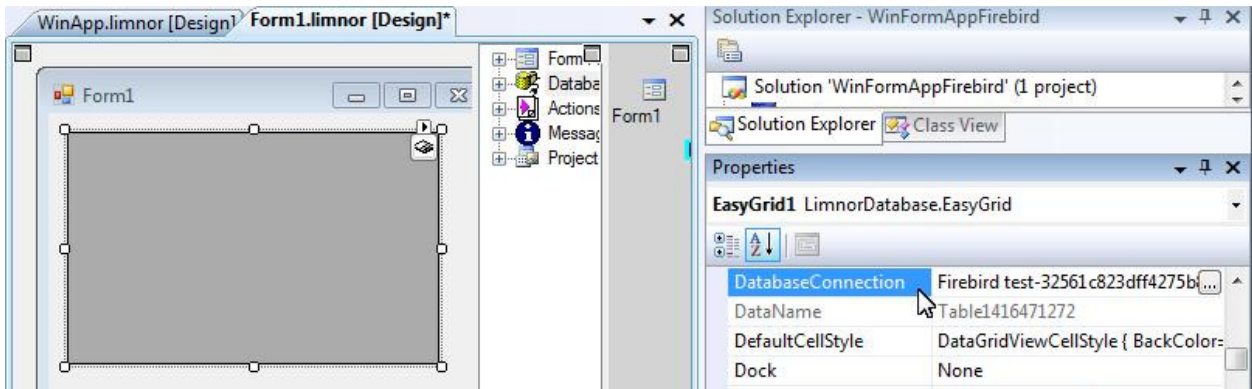 WinApp.limnor [Design]
Form1.limnor [Design]*
Form1
Form
Databa
Actions
Messag
Project
Form1
Solution Explorer - WinFormAppFirebird
Solution 'WinFormAppFirebird' (1 project)
Solution Explorer
Class View
Properties
EasyGrid1 LimnorDatabase.EasyGrid
DatabaseConnection Firebird test-32561c823dff4275b ...
DataName Table1416471272
DefaultCellStyle DataGridViewCellStyle { BackColor=
Dock None